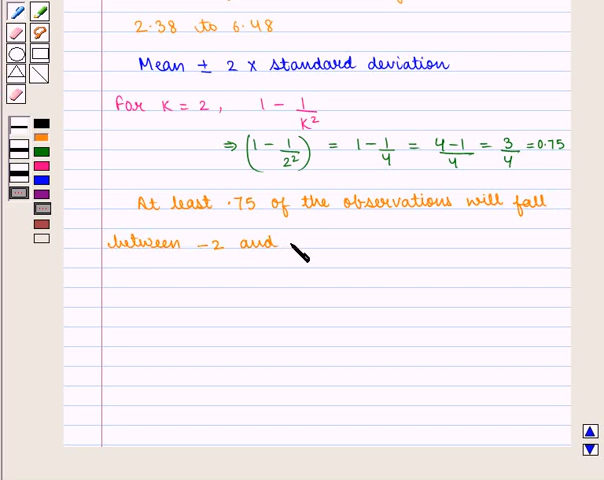 2.38 to 6.48
Mean ± 2 × standard deviation
For K = 2, 1 - 1/K²
⇒ (1 - 1/2²) = 1 - 1/4 = 4-1/4 = 3/4 = 0.75
At least .75 of the observations will fall
between -2 and